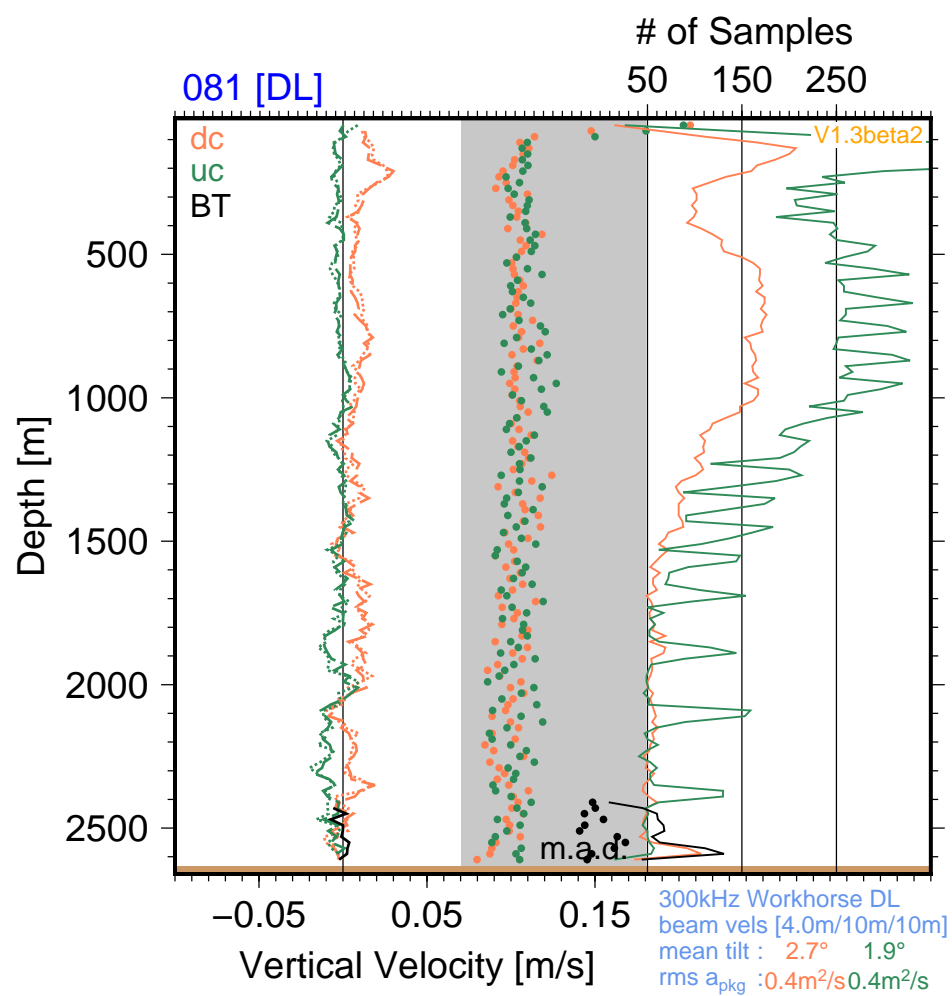 # of Samples
50 150 250
081 [DL]
dc
uc
BT
V1.3beta2
500
1000
1500
2000
2500
Depth [m]
m.a.d.
−0.05 0.05 0.15
Vertical Velocity [m/s]
300kHz Workhorse DL
beam vels [4.0m/10m/10m]
mean tilt : 2.7° 1.9°
rms a_pkg : 0.4m²/s 0.4m²/s